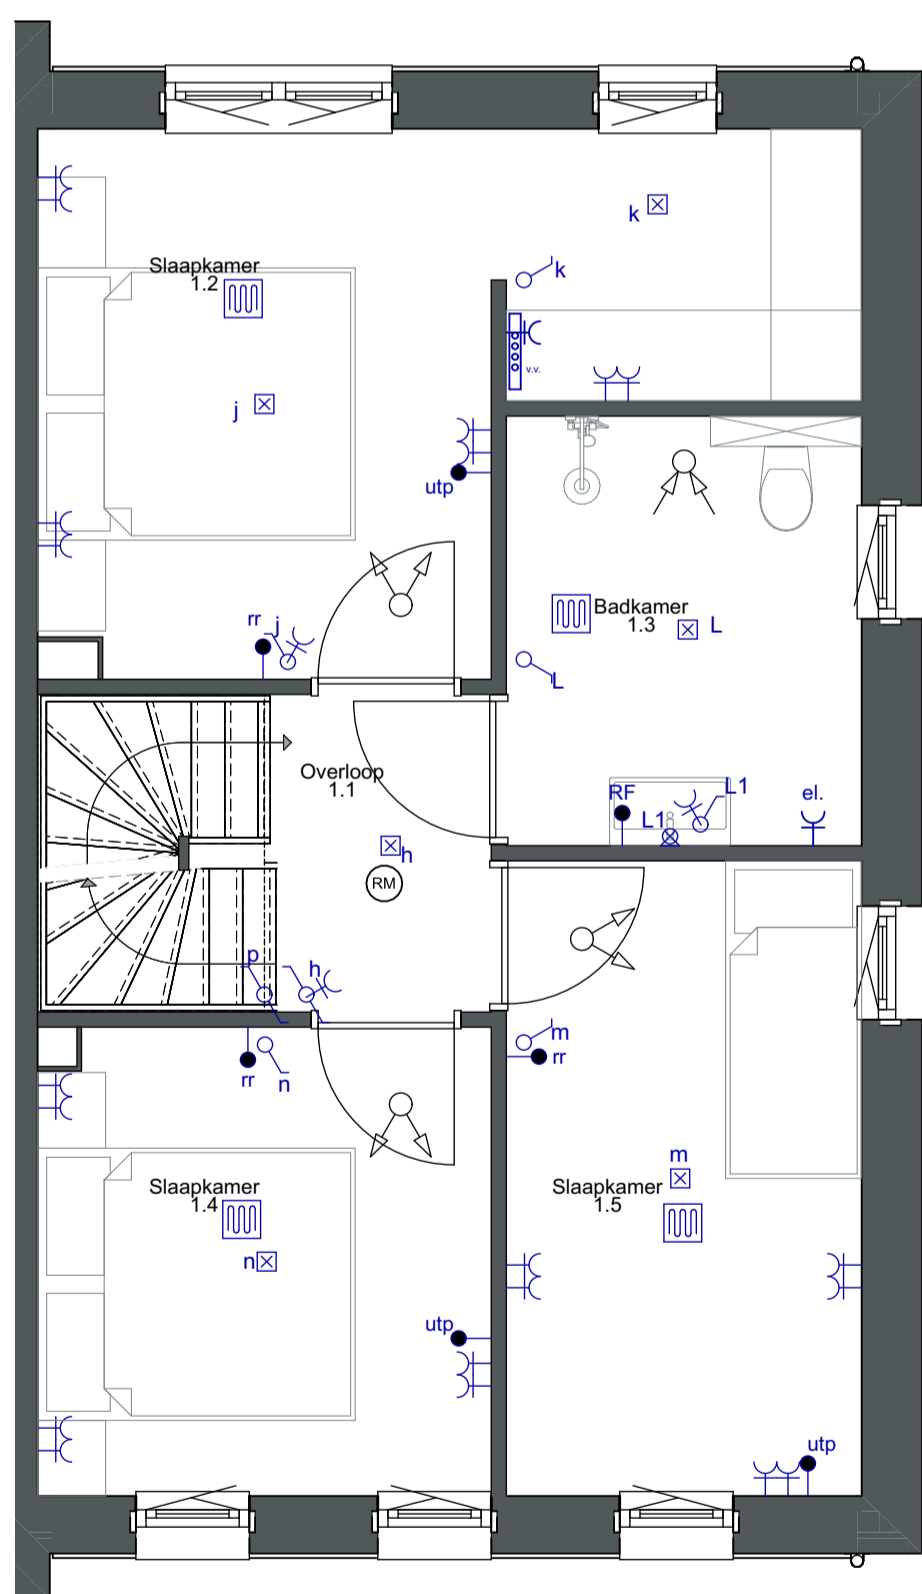 k
k
Slaapkamer
1.2
v.v.
j
utp
rr
j
Badkamer
1.3
L
L
Overloop
1.1
RF
L1
L1
el.
h
RM
p
h
m
rr
rr
n
m
Slaapkamer
1.4
Slaapkamer
1.5
n
utp
utp